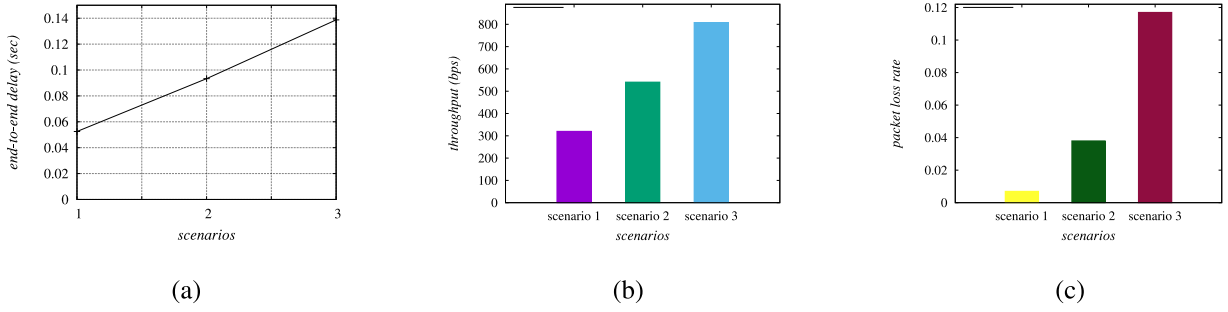 end-to-end delay (sec)
0.14
0.12
0.1
0.08
0.06
0.04
0.02
0
1
2
3
scenarios
(a)
throughput (bps)
800
700
600
500
400
300
200
100
0
scenario 1
scenario 2
scenario 3
scenarios
(b)
packet loss rate
0.12
0.1
0.08
0.06
0.04
0.02
0
scenario 1
scenario 2
scenario 3
scenarios
(c)